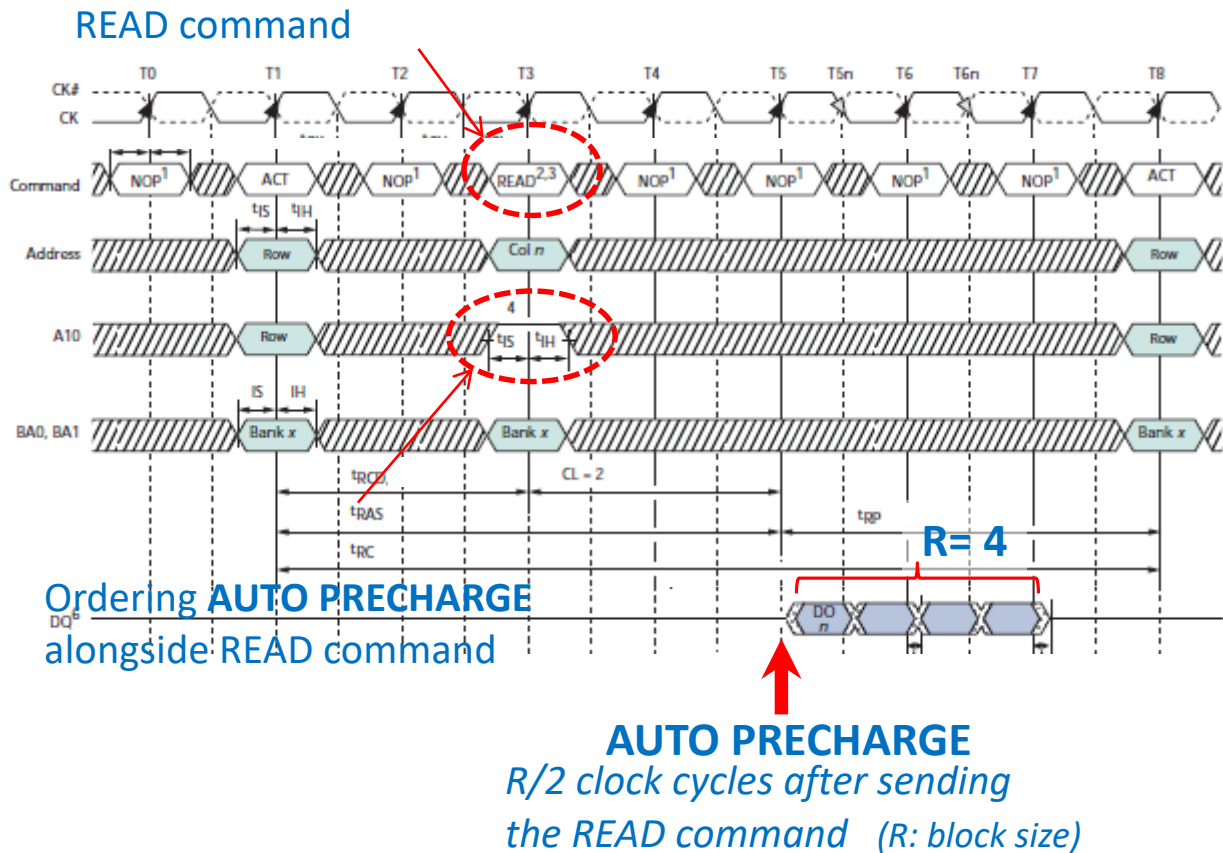 READ command
T0 T1 T2 T3 T4 T5 T5n T6 T6n T7 T8
CK#
CK
Command NOP1 ACT NOP1 READ2,3 NOP1 NOP1 NOP1 NOP1 ACT
tIS tIH
Address Row Col n Row
4
A10 Row tIS tIH Row
IS IH
BA0, BA1 Bank x Bank x Bank x
tRCD, CL = 2
tRAS tRP
R= 4
tRC
Ordering AUTO PRECHARGE
DQ6 DO
n
alongside READ command
AUTO PRECHARGE
R/2 clock cycles after sending
the READ command (R: block size)